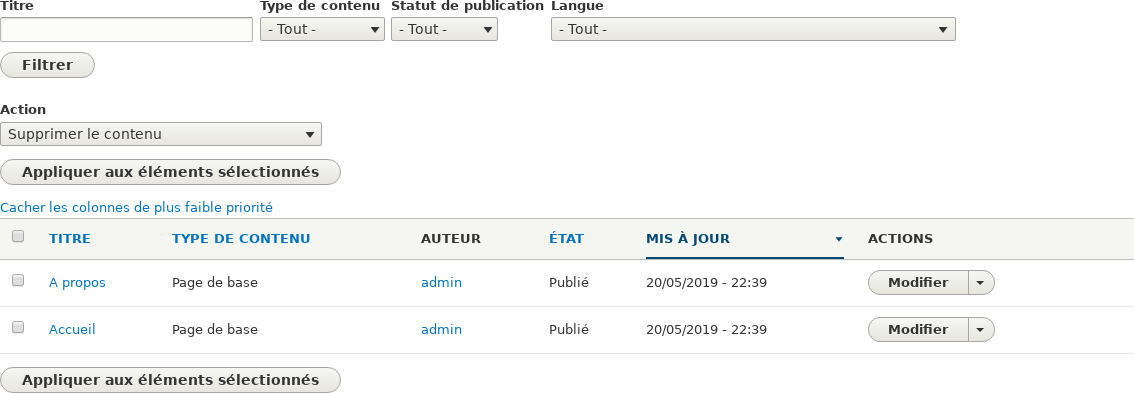 Titre Type de contenu Statut de publication Langue
- Tout - - Tout - - Tout -
Filtrer
Action
Supprimer le contenu
Appliquer aux éléments sélectionnés
Cacher les colonnes de plus faible priorité
TITRE TYPE DE CONTENU AUTEUR ÉTAT MIS À JOUR ACTIONS
A propos Page de base admin Publié 20/05/2019 - 22:39 Modifier
Accueil Page de base admin Publié 20/05/2019 - 22:39 Modifier
Appliquer aux éléments sélectionnés